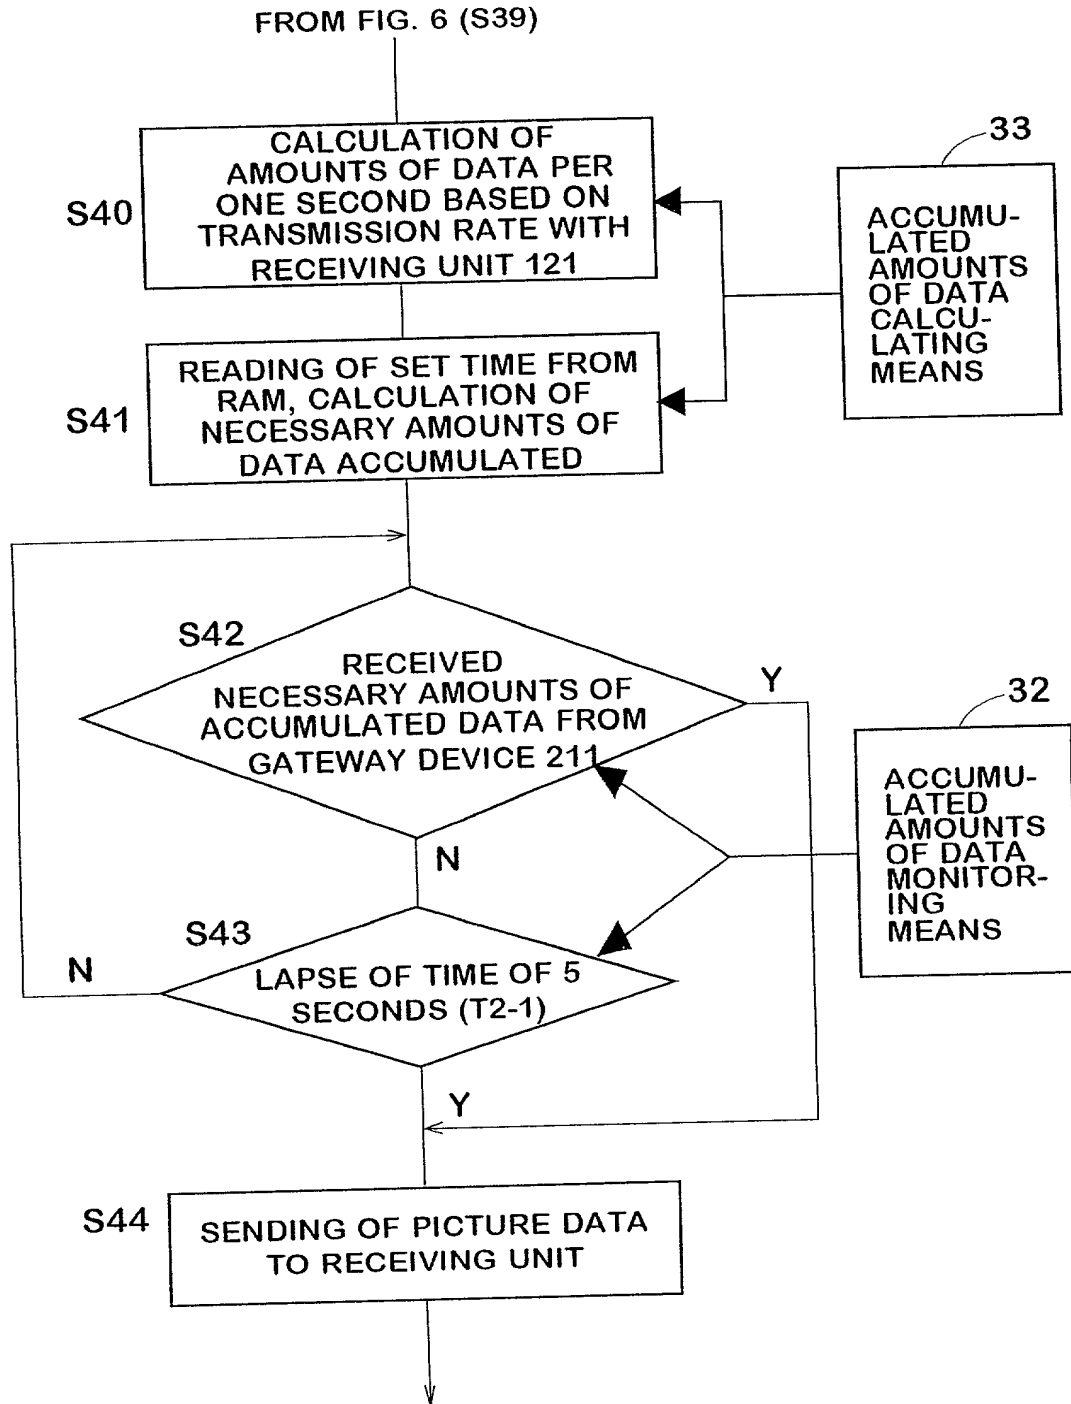 FROM FIG. 6 (S39)
S40
CALCULATION OF
AMOUNTS OF DATA PER
ONE SECOND BASED ON
TRANSMISSION RATE WITH
RECEIVING UNIT 121
33
ACCUMU-
LATED
AMOUNTS
OF DATA
CALCU-
LATING
MEANS
S41
READING OF SET TIME FROM
RAM, CALCULATION OF
NECESSARY AMOUNTS OF
DATA ACCUMULATED
S42
RECEIVED
NECESSARY AMOUNTS OF
ACCUMULATED DATA FROM
GATEWAY DEVICE 211
Y
N
32
ACCUMU-
LATED
AMOUNTS
OF DATA
MONITOR-
ING
MEANS
S43
N
LAPSE OF TIME OF 5
SECONDS (T2-1)
Y
S44
SENDING OF PICTURE DATA
TO RECEIVING UNIT